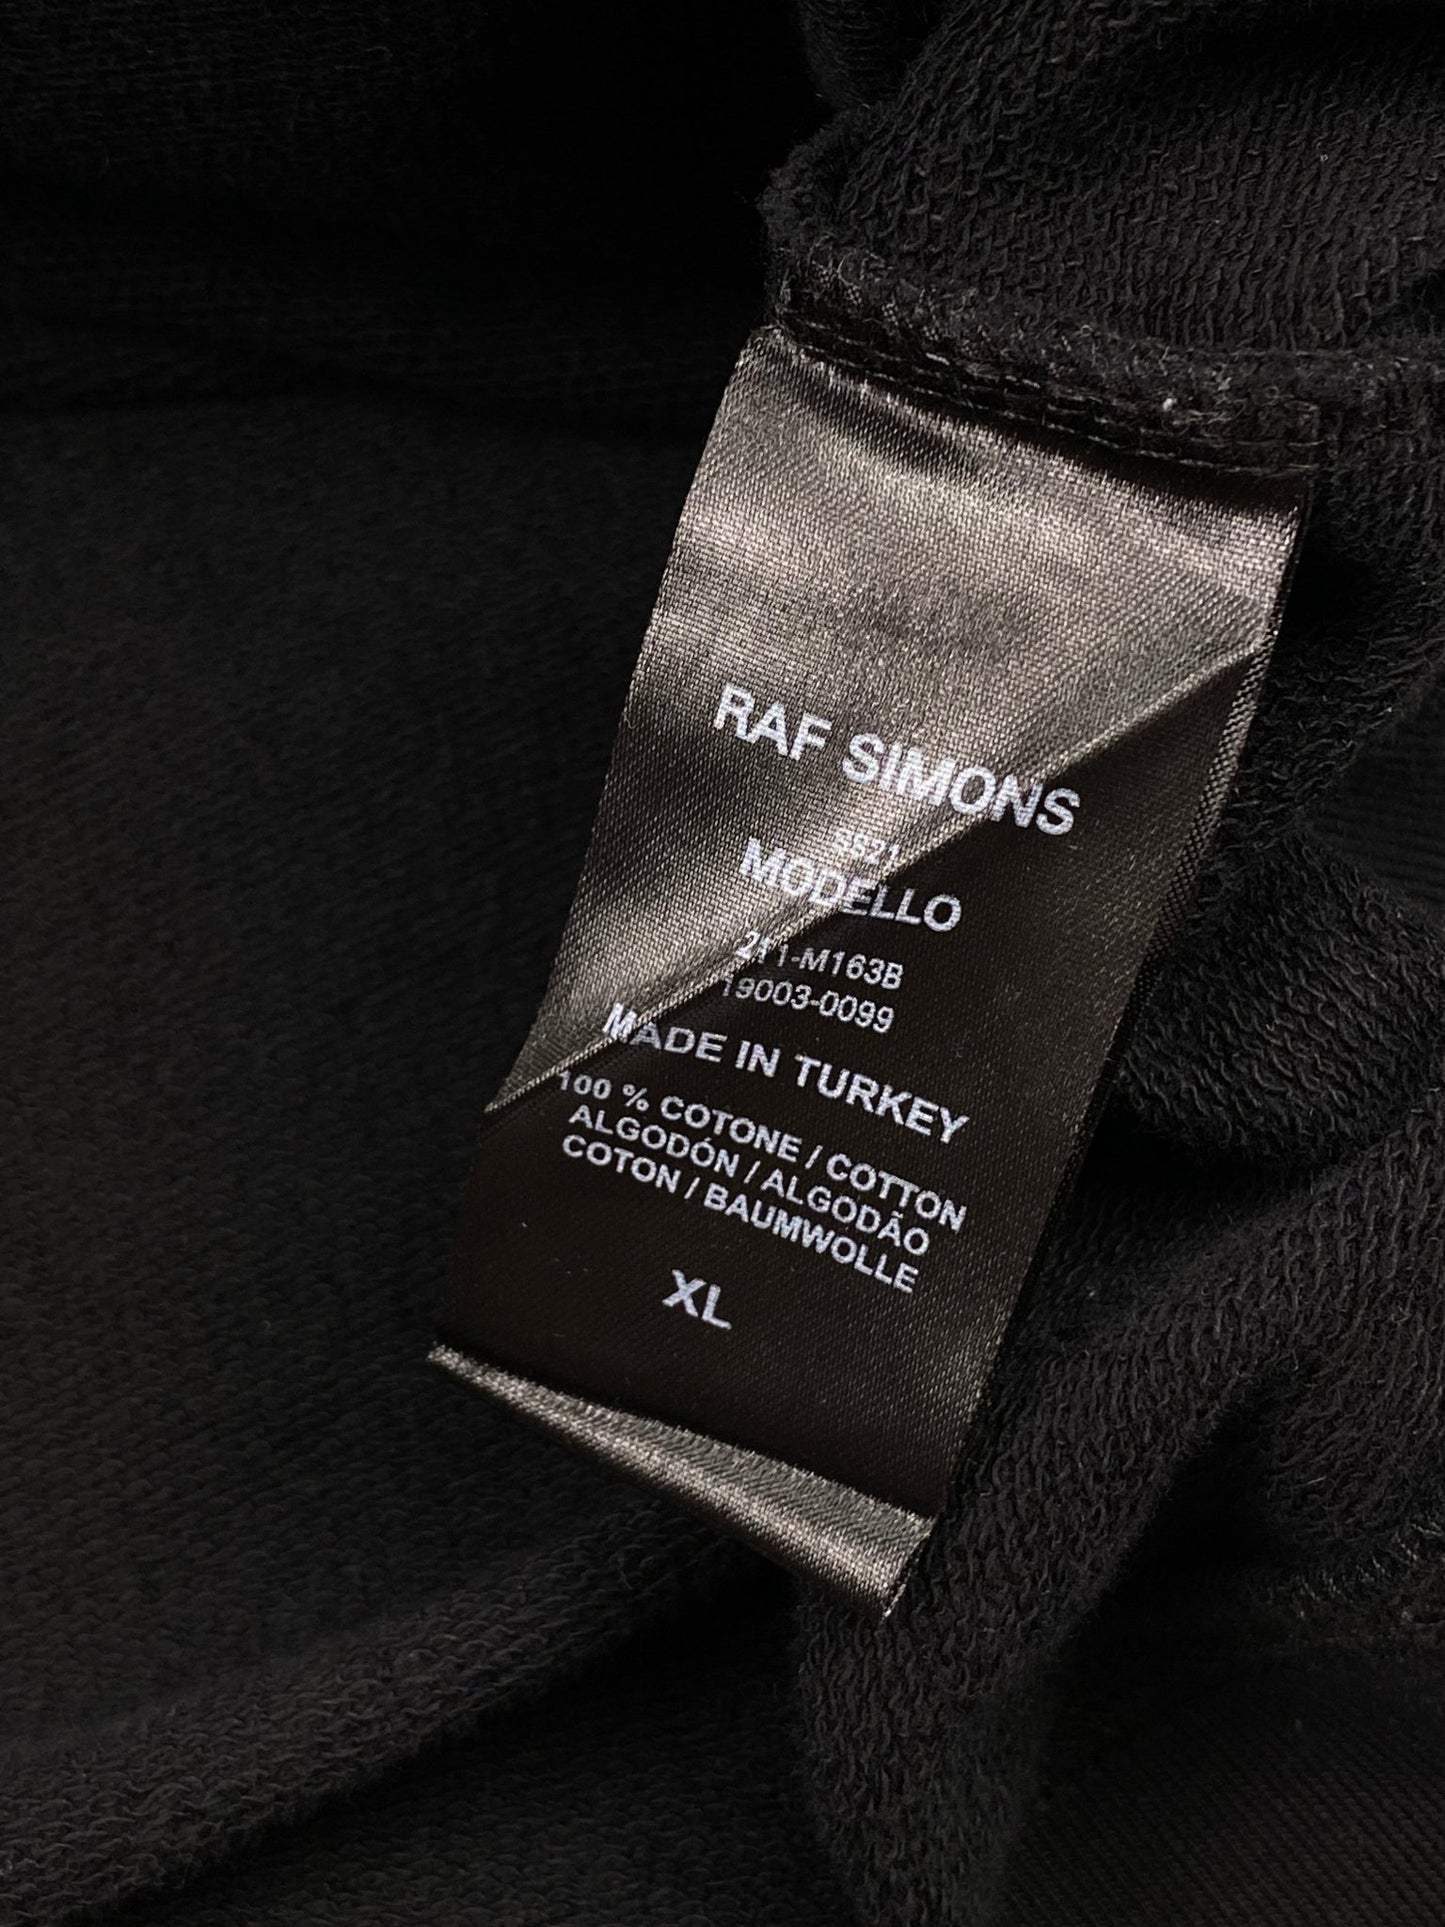 RAF SIMONS
SS21
MODELLO
211-M163B
19003-0099
MADE IN TURKEY
100 % COTONE / COTTON
ALGODÓN / ALGODÃO
COTON / BAUMWOLLE
XL